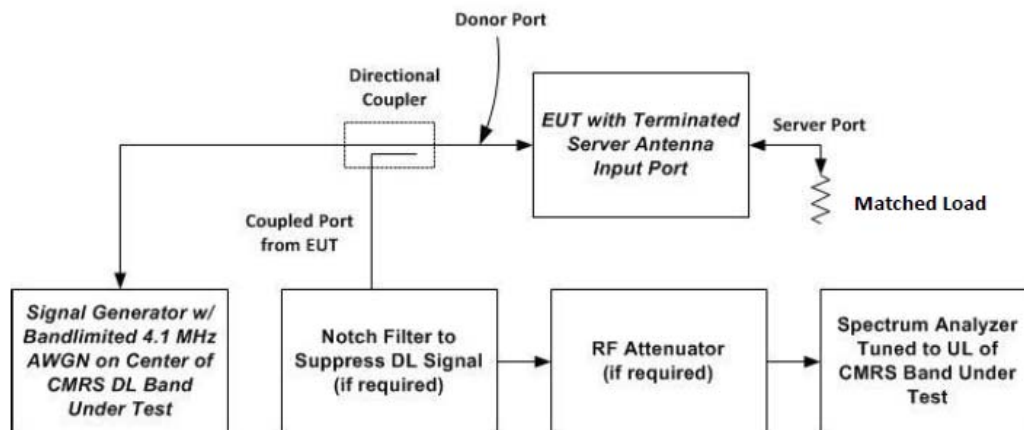 Donor Port
Directional
Coupler
EUT with Terminated
Server Antenna
Input Port
Server Port
Matched Load
Coupled Port
from EUT
Signal Generator w/
Bandlimited 4.1 MHz
AWGN on Center of
CMRS DL Band
Under Test
Notch Filter to
Suppress DL Signal
(if required)
RF Attenuator
(if required)
Spectrum Analyzer
Tuned to UL of
CMRS Band Under
Test